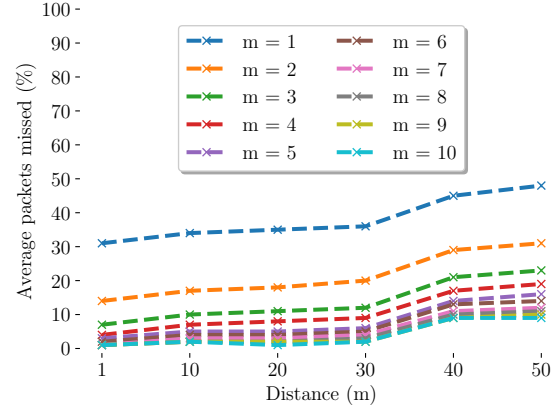 Average packets missed (%)
100
90
80
70
60
50
40
30
20
10
0
m = 1
m = 2
m = 3
m = 4
m = 5
m = 6
m = 7
m = 8
m = 9
m = 10
1 10 20 30 40 50
Distance (m)